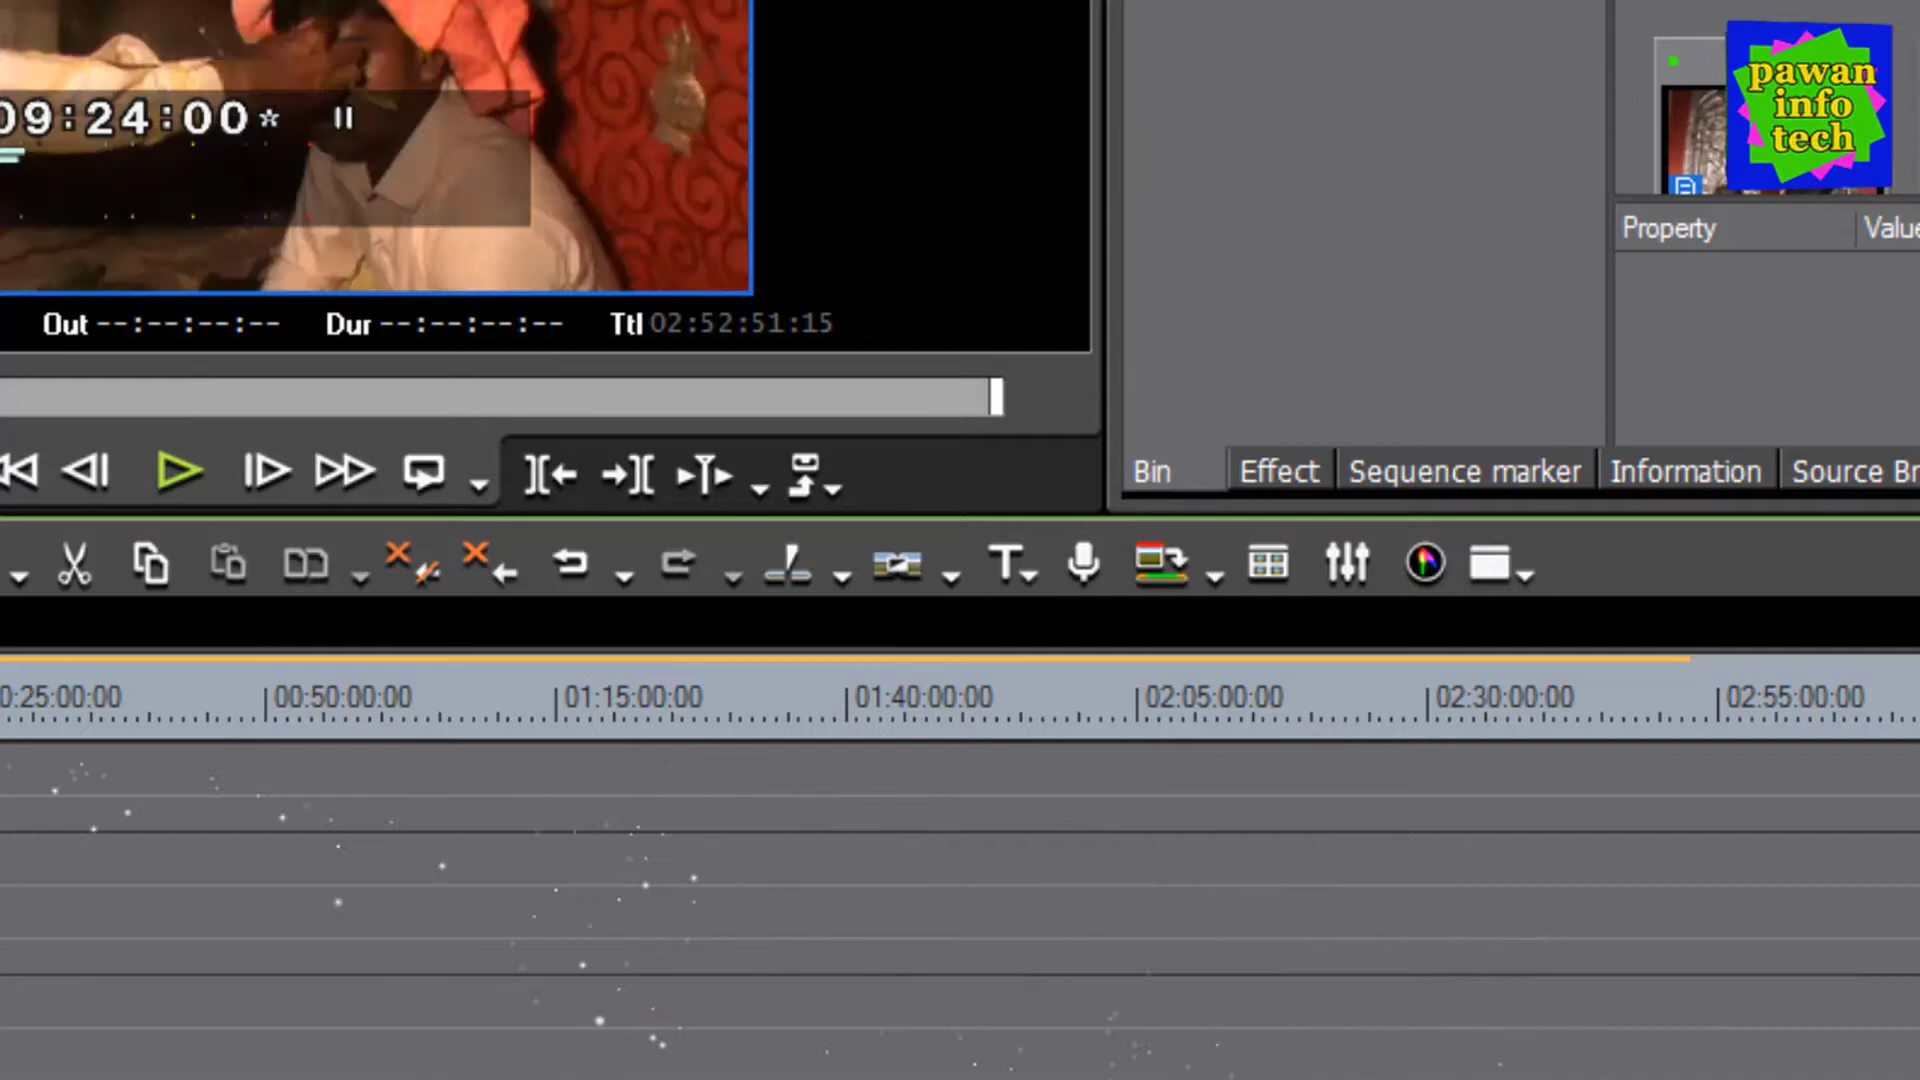 pawan
info
tech
09:24:00☆ II
Property Value
Out --:--:--:-- Dur --:--:--:-- Ttl 02:52:51:15
Bin Effect Sequence marker Information Source Br
0:25:00:00 00:50:00:00 01:15:00:00 01:40:00:00 02:05:00:00 02:30:00:00 02:55:00:00